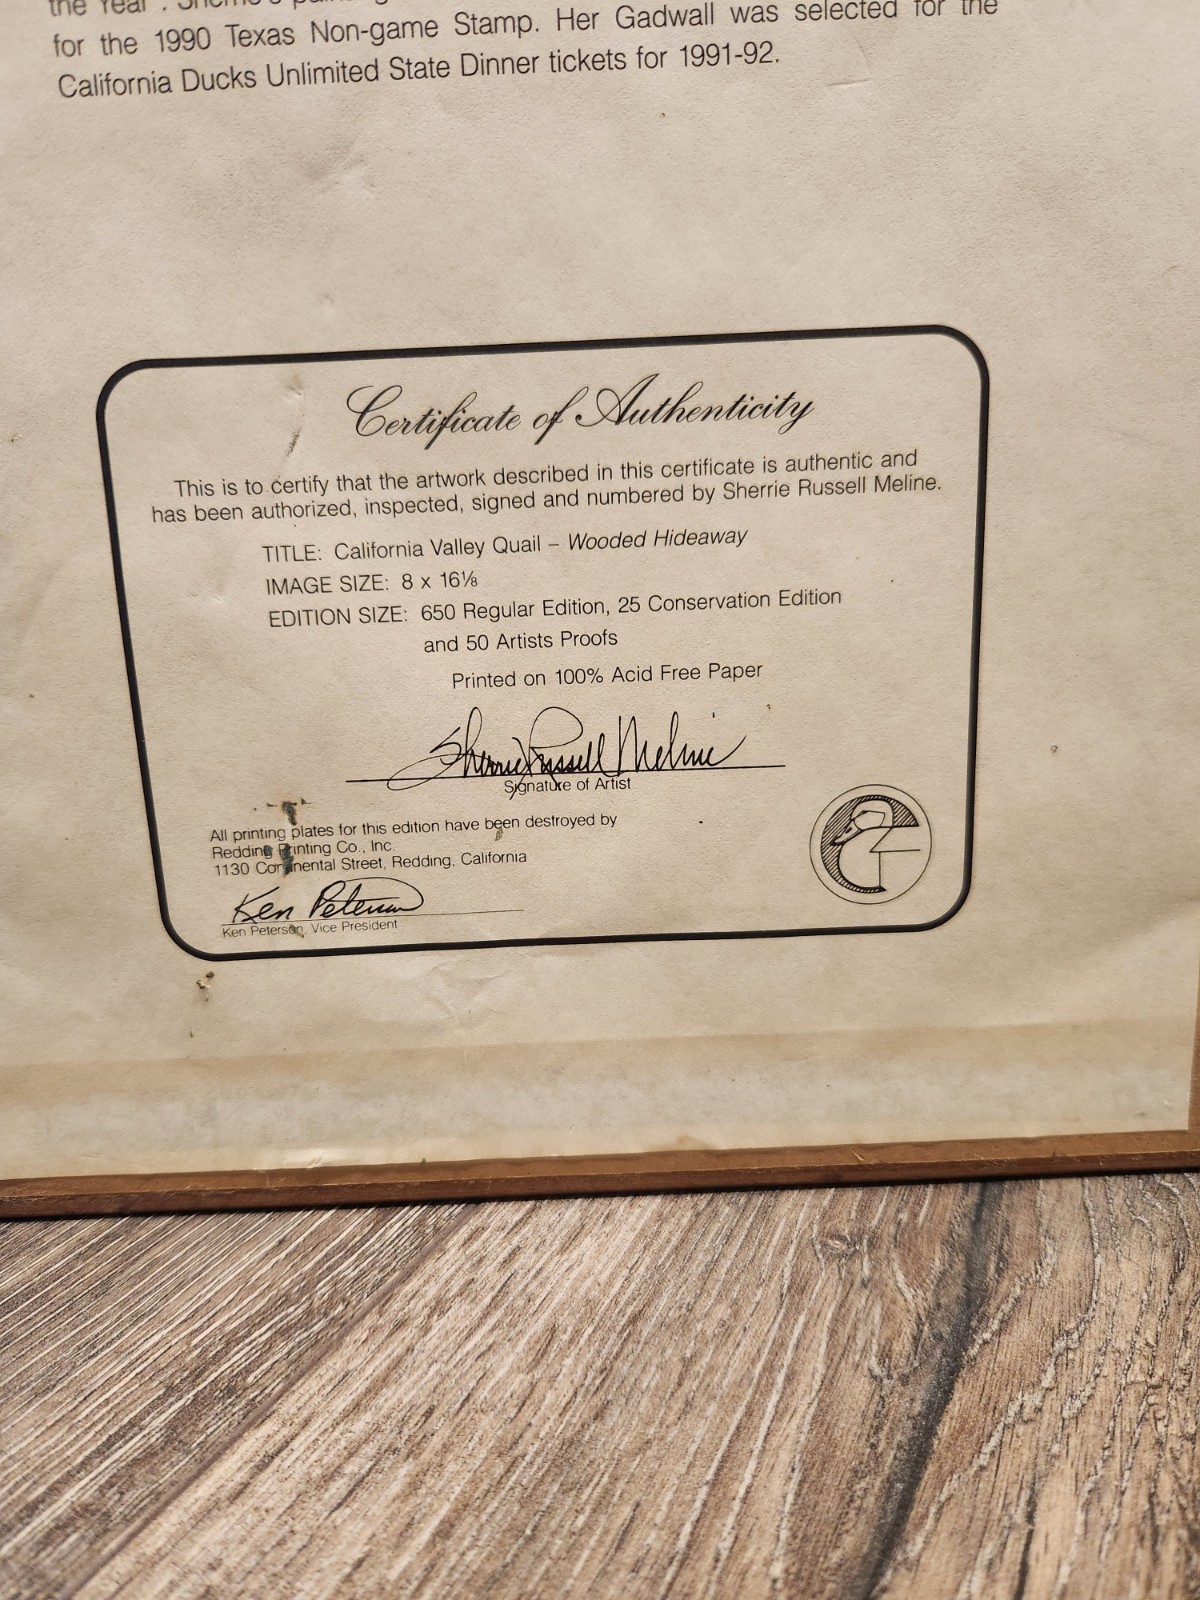 the Year". Sherrie's
for the 1990 Texas Non-game Stamp. Her Gadwall was selected for the
California Ducks Unlimited State Dinner tickets for 1991-92.
Certificate of Authenticity
This is to certify that the artwork described in this certificate is authentic and
has been authorized, inspected, signed and numbered by Sherrie Russell Meline.
TITLE: California Valley Quail – Wooded Hideaway
IMAGE SIZE: 8 x 16⅛
EDITION SIZE: 650 Regular Edition, 25 Conservation Edition
and 50 Artists Proofs
Printed on 100% Acid Free Paper
Sherrie Russell Meline
Signature of Artist
All printing plates for this edition have been destroyed by
Redding Printing Co., Inc.
1130 Continental Street, Redding, California
Ken Peterson
Ken Peterson, Vice President